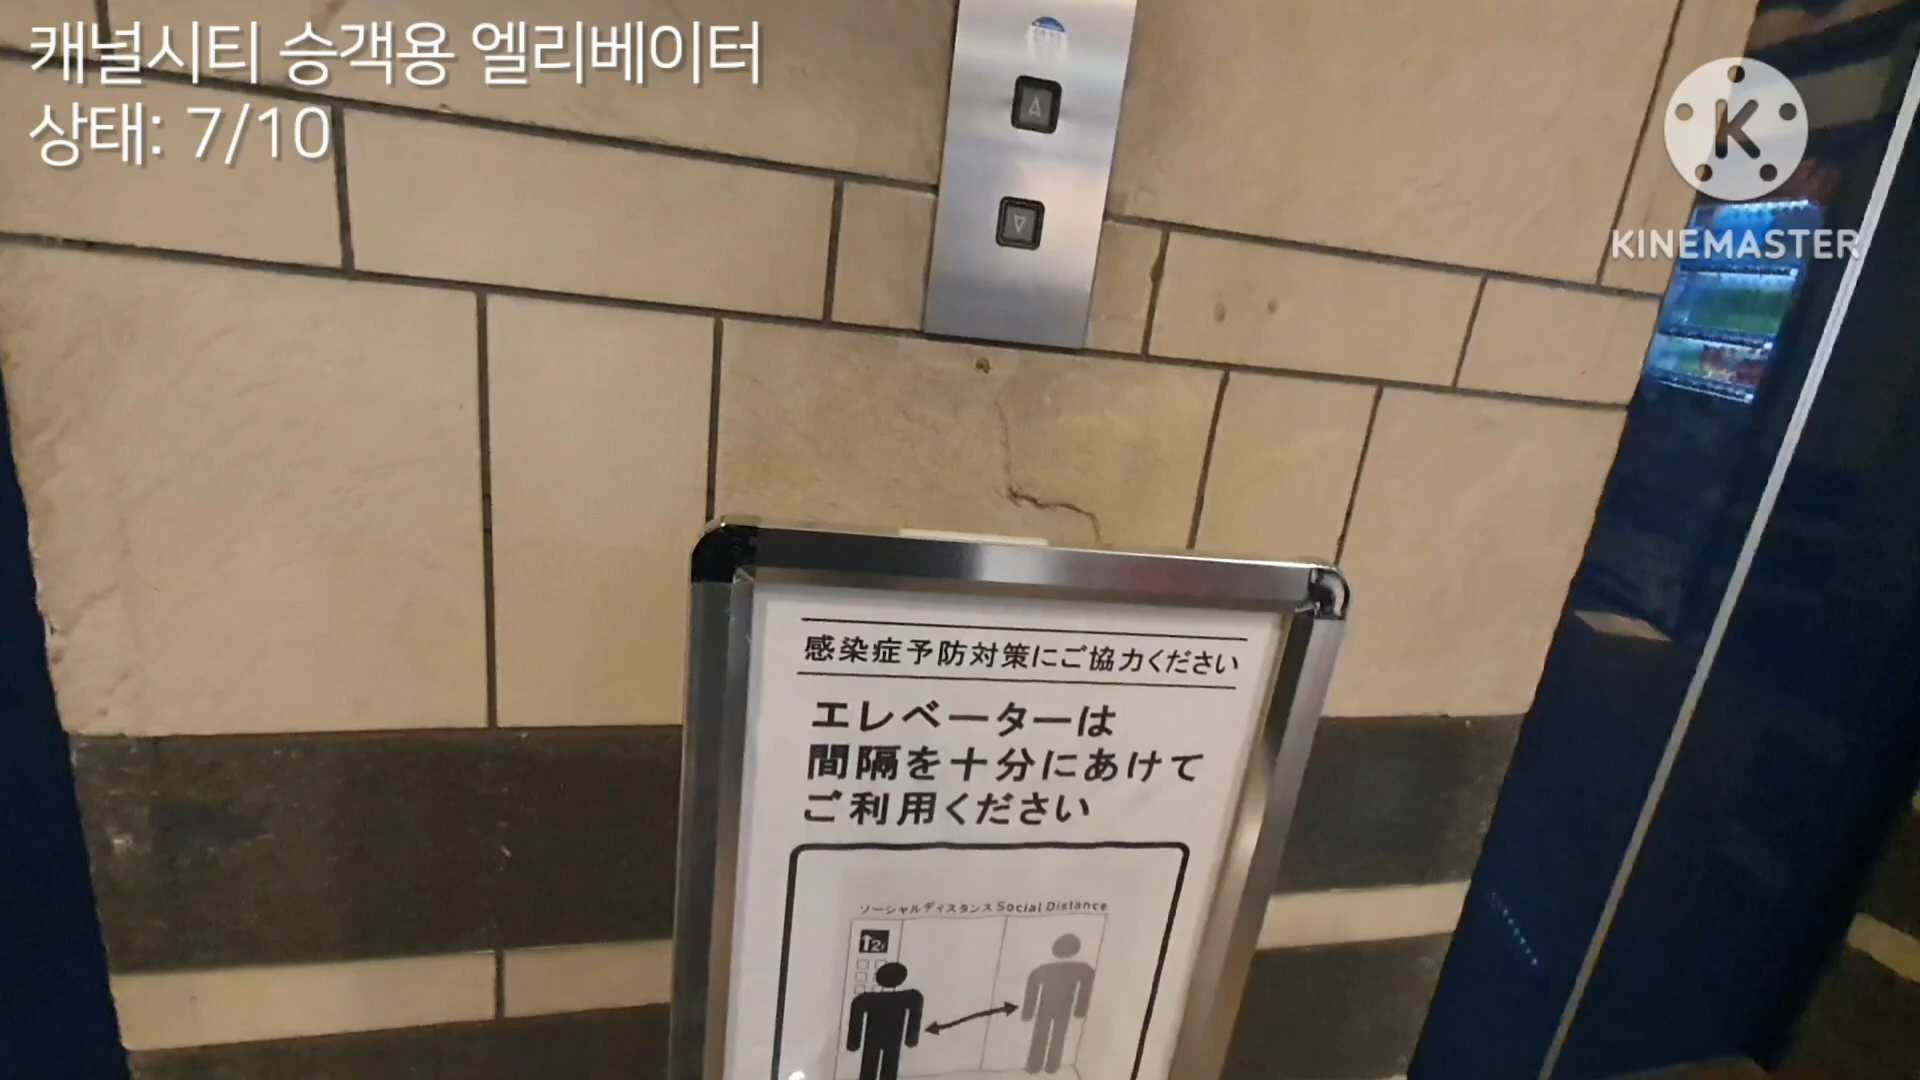 캐널시티 승객용 엘리베이터
상태: 7/10
K
KINEMASTER
感染症予防対策にご協力ください
エレベーターは
間隔を十分にあけて
ご利用ください
ソーシャルディスタンス Social Distance
↑2F